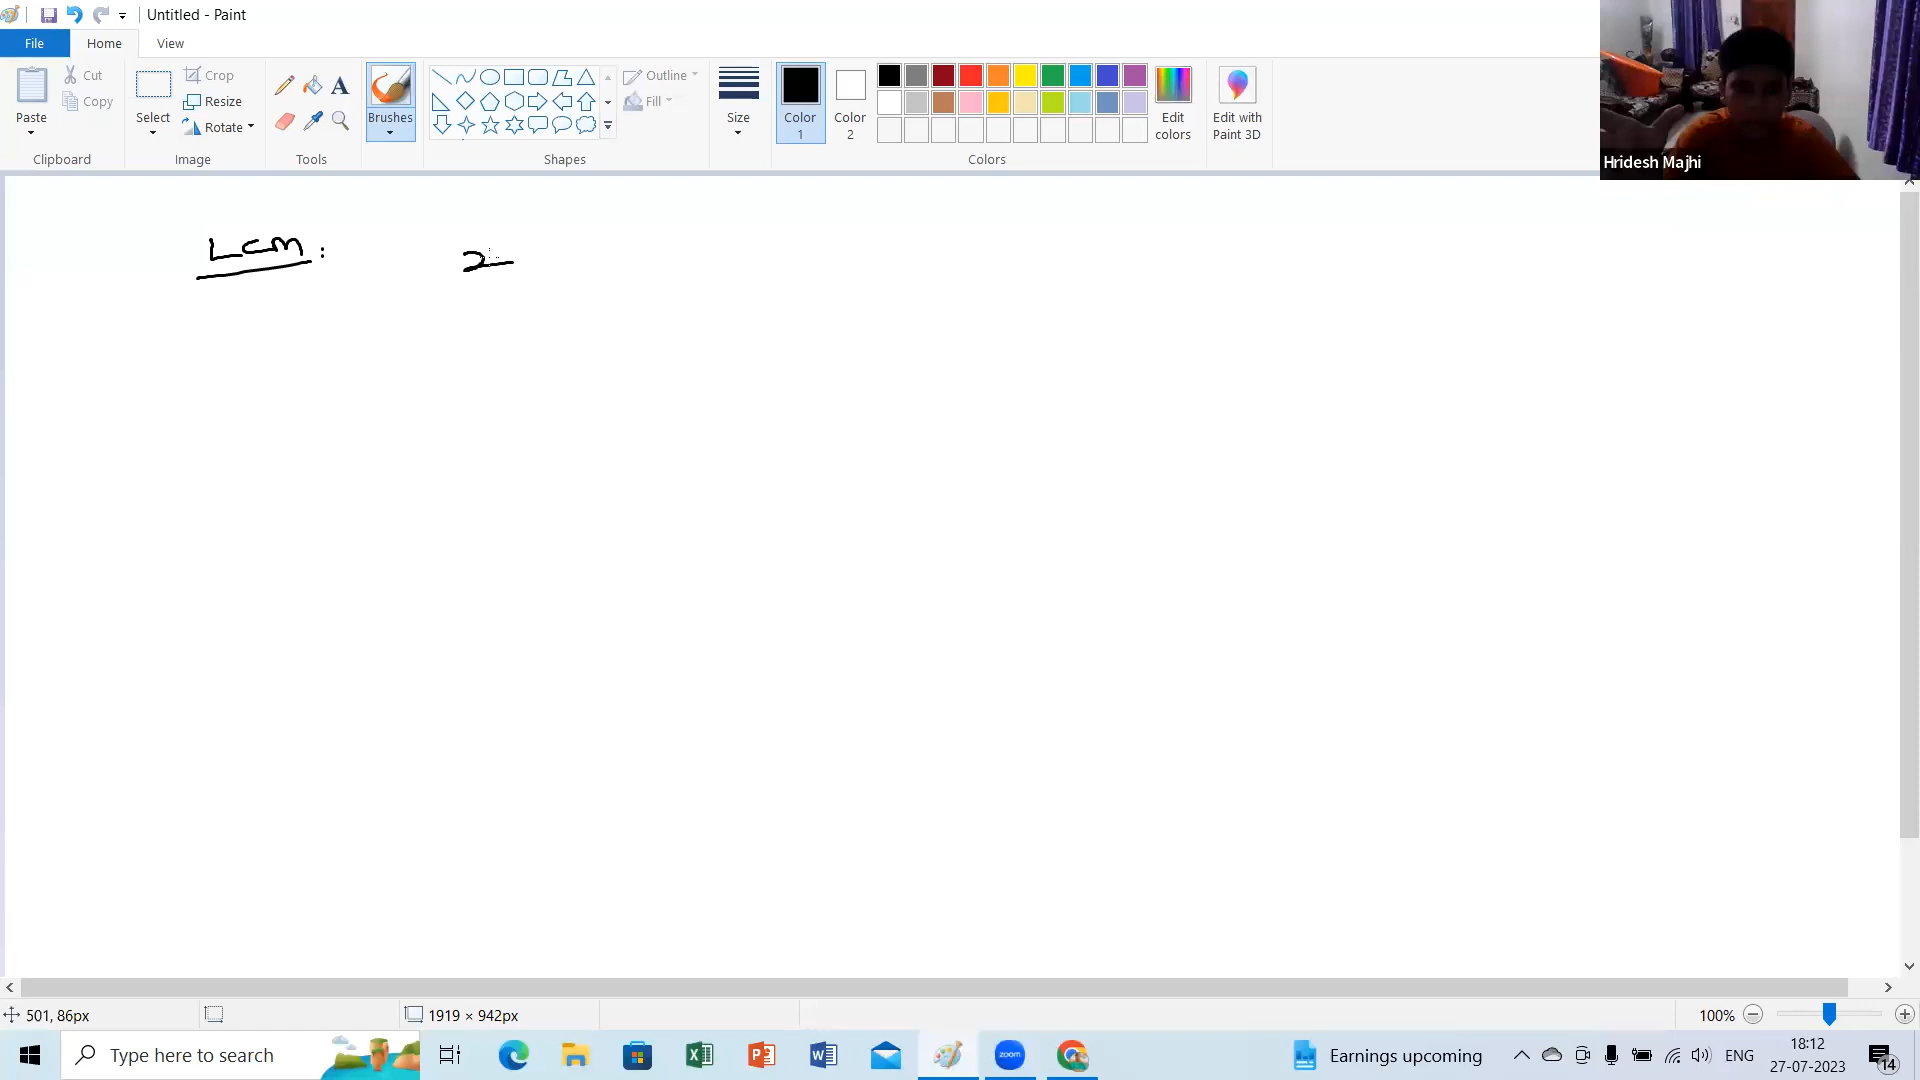 Untitled - Paint
File Home View
Cut
Copy
Paste
Clipboard
Crop
Resize
Rotate
Select
Image
Tools
Brushes
Outline
Fill
Shapes
Size
Color 1
Color 2
Edit colors
Colors
Edit with Paint 3D
Hridesh Majhi
LCM : 2
501, 86px
1919 × 942px
100%
Type here to search
zoom
Earnings upcoming
ENG
18:12
27-07-2023
14